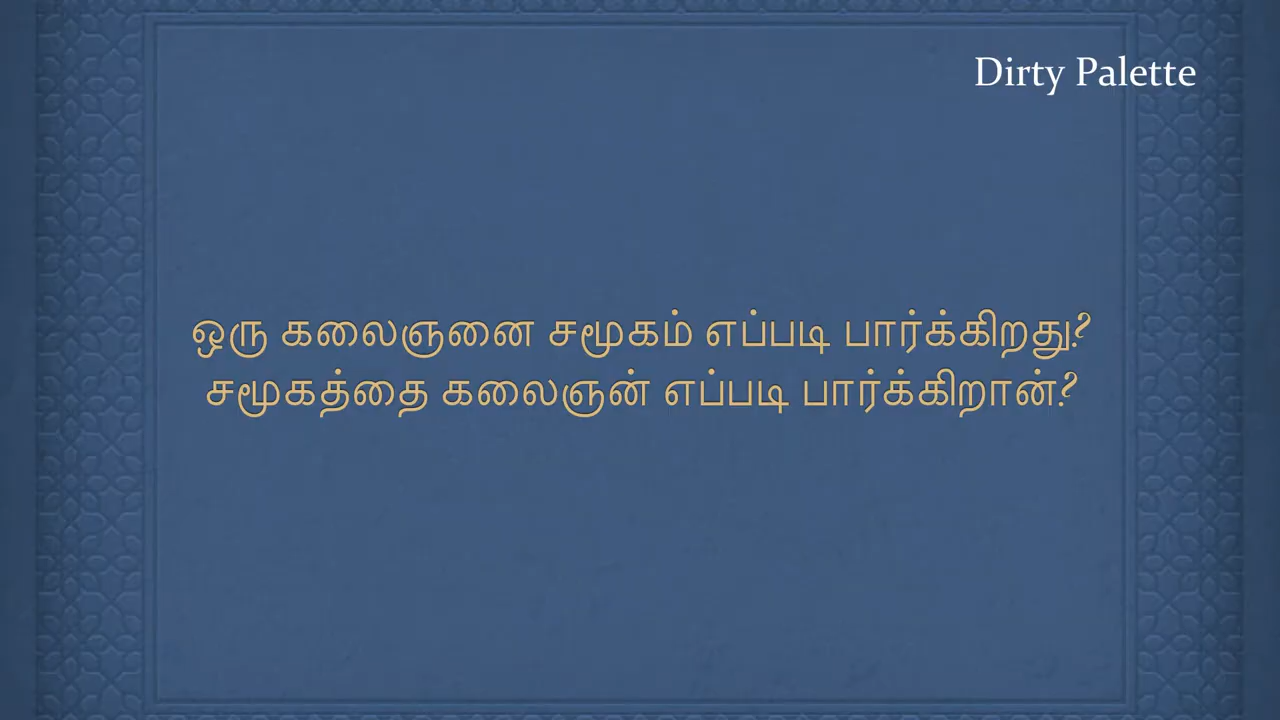 Dirty Palette
ஒரு கலைஞனை சமூகம் எப்படி பார்க்கிறது?
சமூகத்தை கலைஞன் எப்படி பார்க்கிறான்?